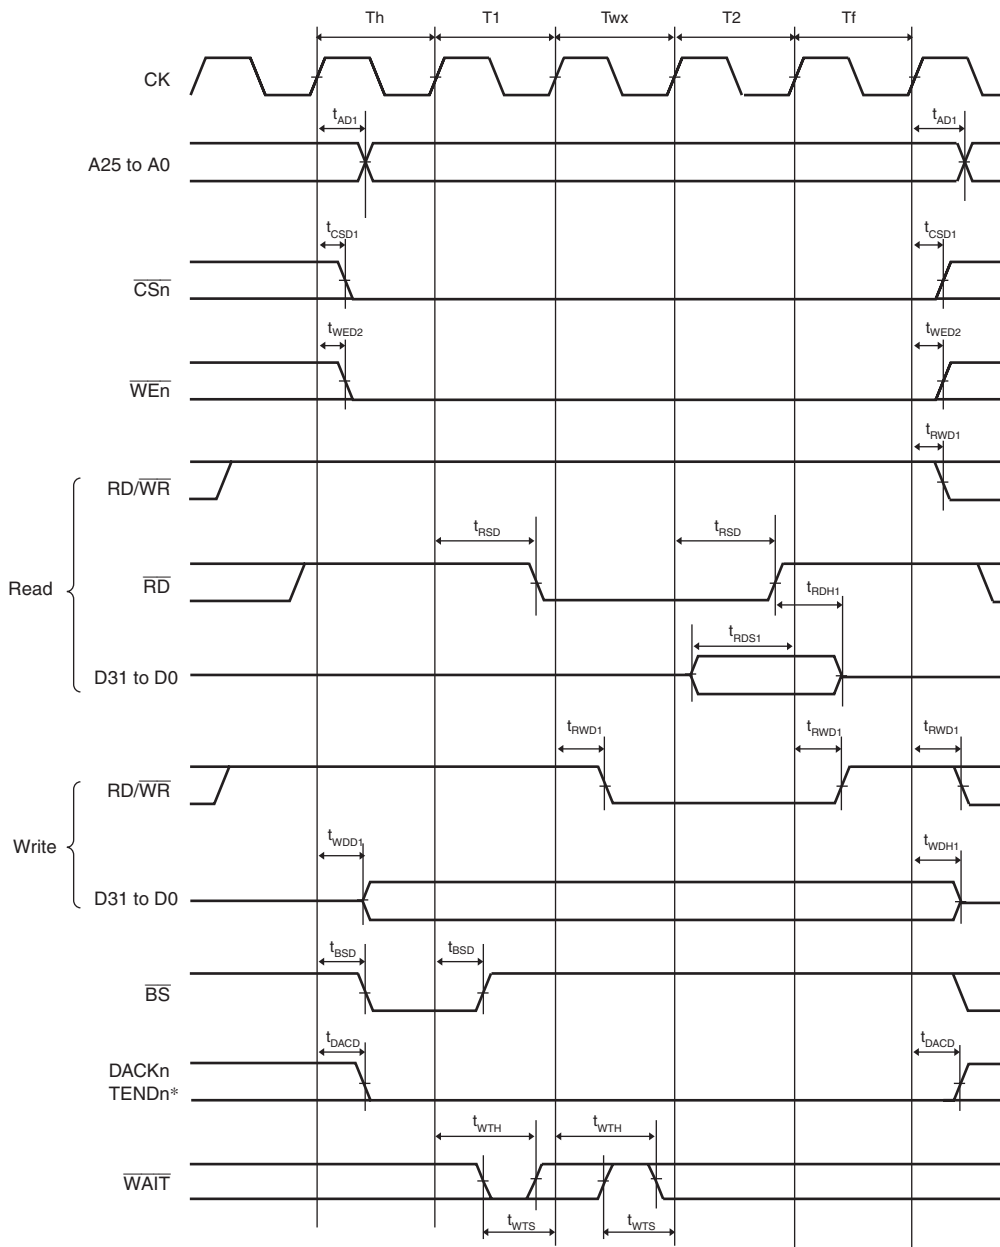 Th T1 Twx T2 Tf
CK
tAD1 tAD1
A25 to A0
tCSD1 tCSD1
CSn
tWED2 tWED2
WEn
tRWD1
RD/WR
tRSD tRSD
Read
RD
tRDH1
tRDS1
D31 to D0
tRWD1 tRWD1 tRWD1
RD/WR
Write
tWDD1 tWDH1
D31 to D0
tBSD tBSD
BS
tDACD tDACD
DACKn
TENDn*
tWTH tWTH
WAIT
tWTS tWTS